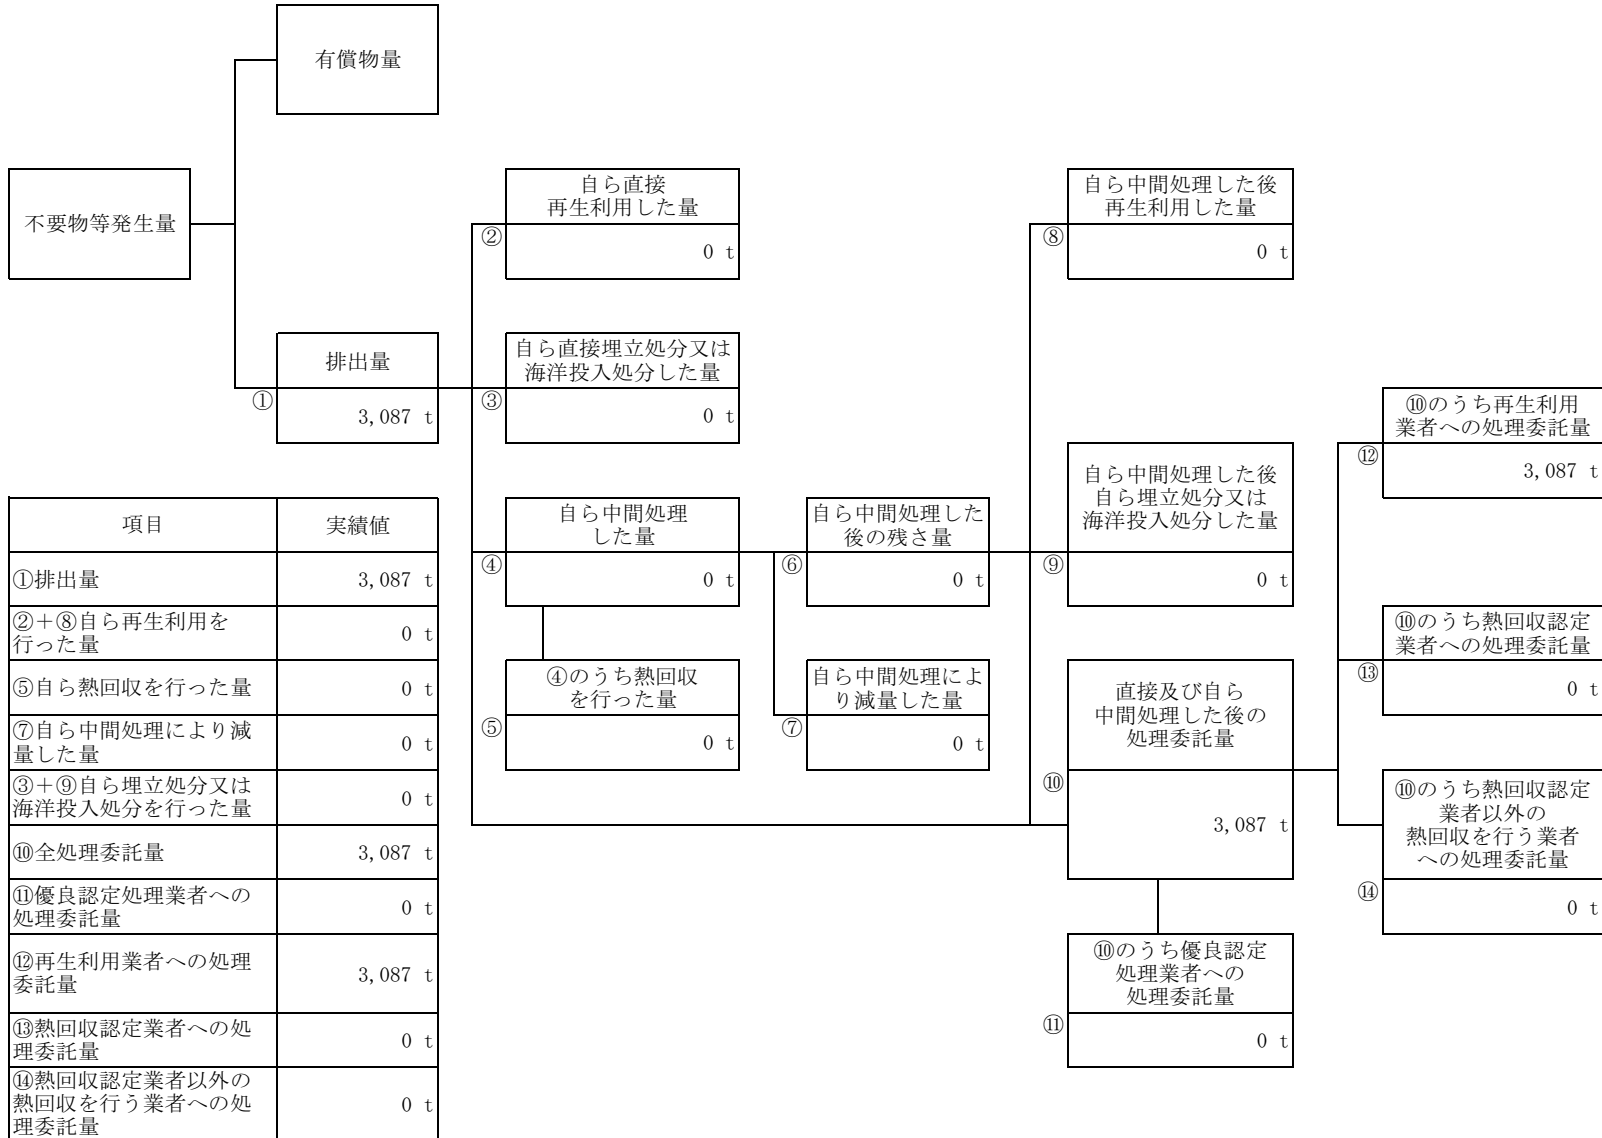 有償物量
不要物等発生量
排出量
①
3,087 t
自ら直接
再生利用した量
②
0 t
自ら直接埋立処分又は
海洋投入処分した量
③
0 t
自ら中間処理
した量
④
0 t
④のうち熱回収
を行った量
⑤
0 t
自ら中間処理した
後の残さ量
⑥
0 t
自ら中間処理によ
り減量した量
⑦
0 t
自ら中間処理した後
再生利用した量
⑧
0 t
自ら中間処理した後
自ら埋立処分又は
海洋投入処分した量
⑨
0 t
直接及び自ら
中間処理した後の
処理委託量
⑩
3,087 t
⑩のうち優良認定
処理業者への
処理委託量
⑪
0 t
⑩のうち再生利用
業者への処理委託量
⑫
3,087 t
⑩のうち熱回収認定
業者への処理委託量
⑬
0 t
⑩のうち熱回収認定
業者以外の
熱回収を行う業者
への処理委託量
⑭
0 t
項目 実績値
①排出量 3,087 t
②+⑧自ら再生利用を
行った量 0 t
⑤自ら熱回収を行った量 0 t
⑦自ら中間処理により減
量した量 0 t
③+⑨自ら埋立処分又は
海洋投入処分を行った量 0 t
⑩全処理委託量 3,087 t
⑪優良認定処理業者への
処理委託量 0 t
⑫再生利用業者への処理
委託量 3,087 t
⑬熱回収認定業者への処
理委託量 0 t
⑭熱回収認定業者以外の
熱回収を行う業者への処
理委託量 0 t